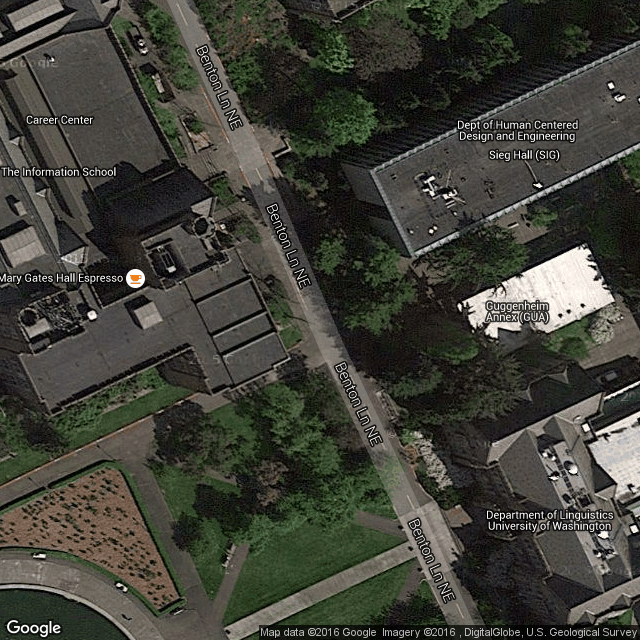 Google
Benton Ln NE
Career Center
Dept of Human Centered
Design and Engineering
Sieg Hall (SIG)
The Information School
Benton Ln NE
Mary Gates Hall Espresso
Guggenheim
Annex (GUA)
Benton Ln NE
Department of Linguistics
University of Washington
Benton Ln NE
Google
Map data ©2016 Google Imagery ©2016 , DigitalGlobe, U.S. Geological Survey